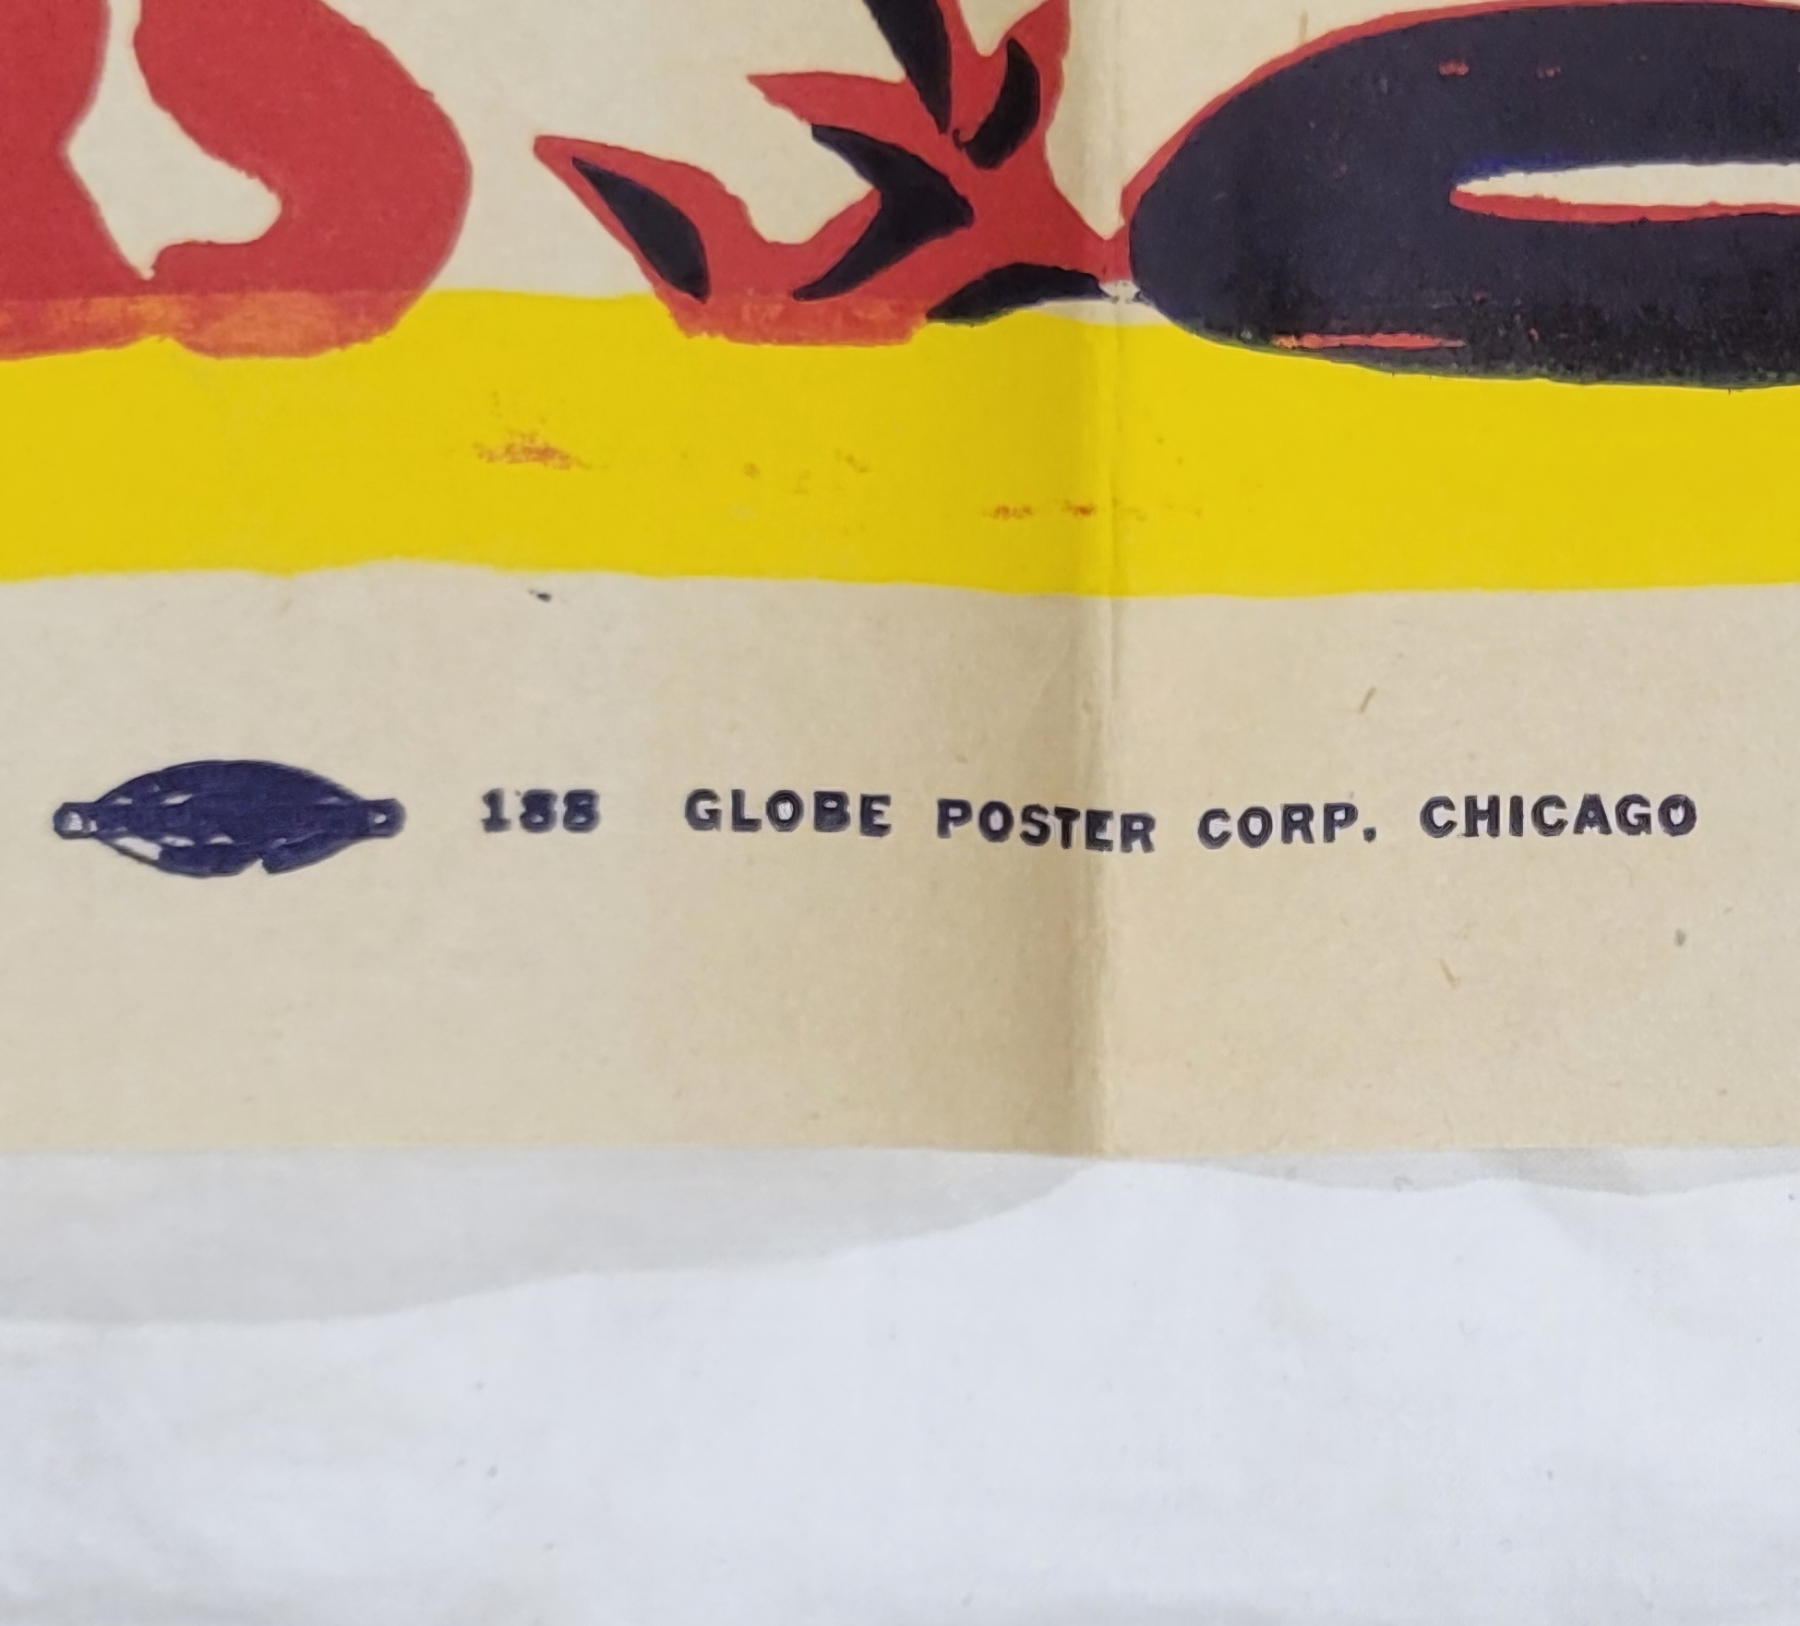 188 GLOBE POSTER CORP. CHICAGO